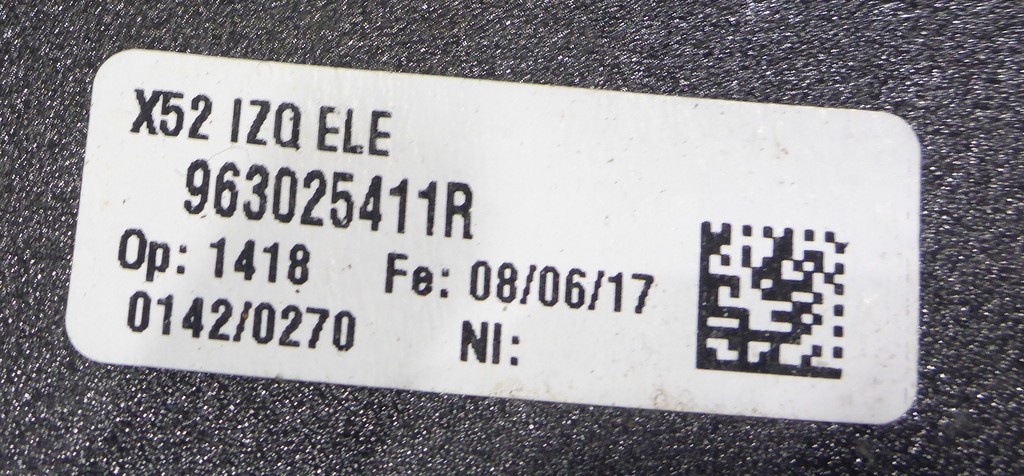 X52 IZQ ELE
963025411R
Op: 1418 Fe: 08/06/17
0142/0270 NI: